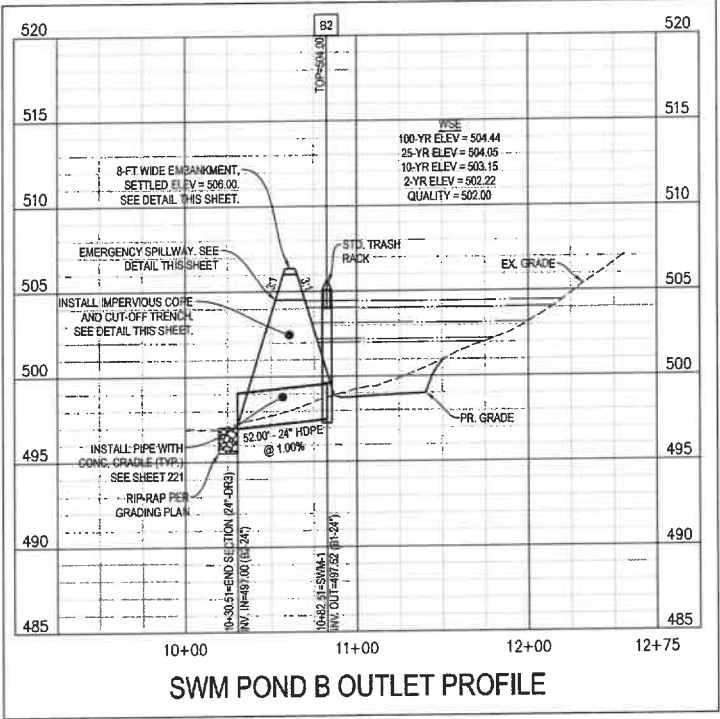 B2
520
520
TOP=504.00
515
515
WSE
100-YR ELEV = 504.44
25-YR ELEV = 504.05
10-YR ELEV = 503.15
2-YR ELEV = 502.22
QUALITY = 502.00
8-FT WIDE EMBANKMENT,
SETTLED ELEV = 506.00.
SEE DETAIL THIS SHEET.
510
510
EMERGENCY SPILLWAY. SEE
DETAIL THIS SHEET
STD. TRASH
RACK
EX. GRADE
3:1
3:1
505
505
INSTALL IMPERVIOUS CORE
AND CUT-OFF TRENCH.
SEE DETAIL THIS SHEET.
500
500
PR. GRADE
52.00' - 24" HDPE
@ 1.00%
INSTALL PIPE WITH
CONC. CRADLE (TYP.)
SEE SHEET 221
495
495
RIP-RAP PER
GRADING PLAN
10+30.51=END SECTION (24"-DR3)
INV. IN=497.00 (B2-24")
10+82.51=SWM-1
INV. OUT=497.52 (B1-24")
490
490
485
485
10+00
11+00
12+00
12+75
SWM POND B OUTLET PROFILE